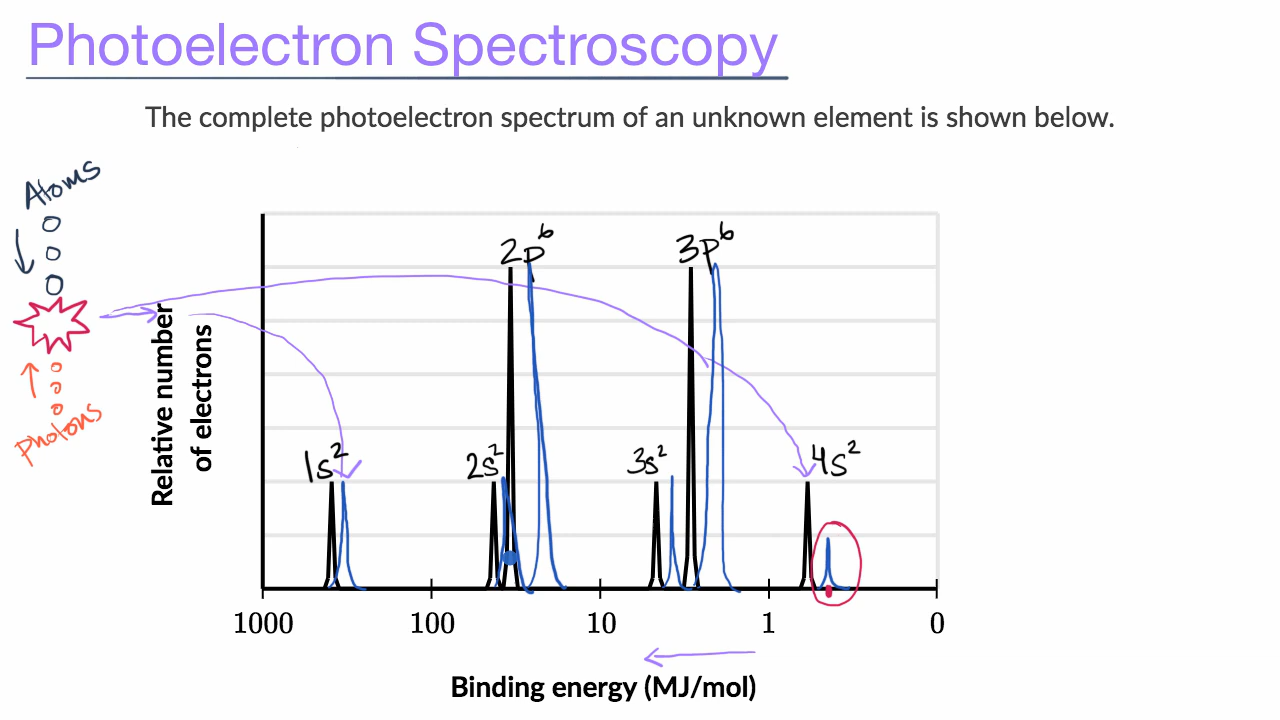 Photoelectron Spectroscopy
The complete photoelectron spectrum of an unknown element is shown below.
Atoms
Photons
Relative number
of electrons
1s²
2s²
2p⁶
3s²
3p⁶
4s²
1000 100 10 1 0
Binding energy (MJ/mol)